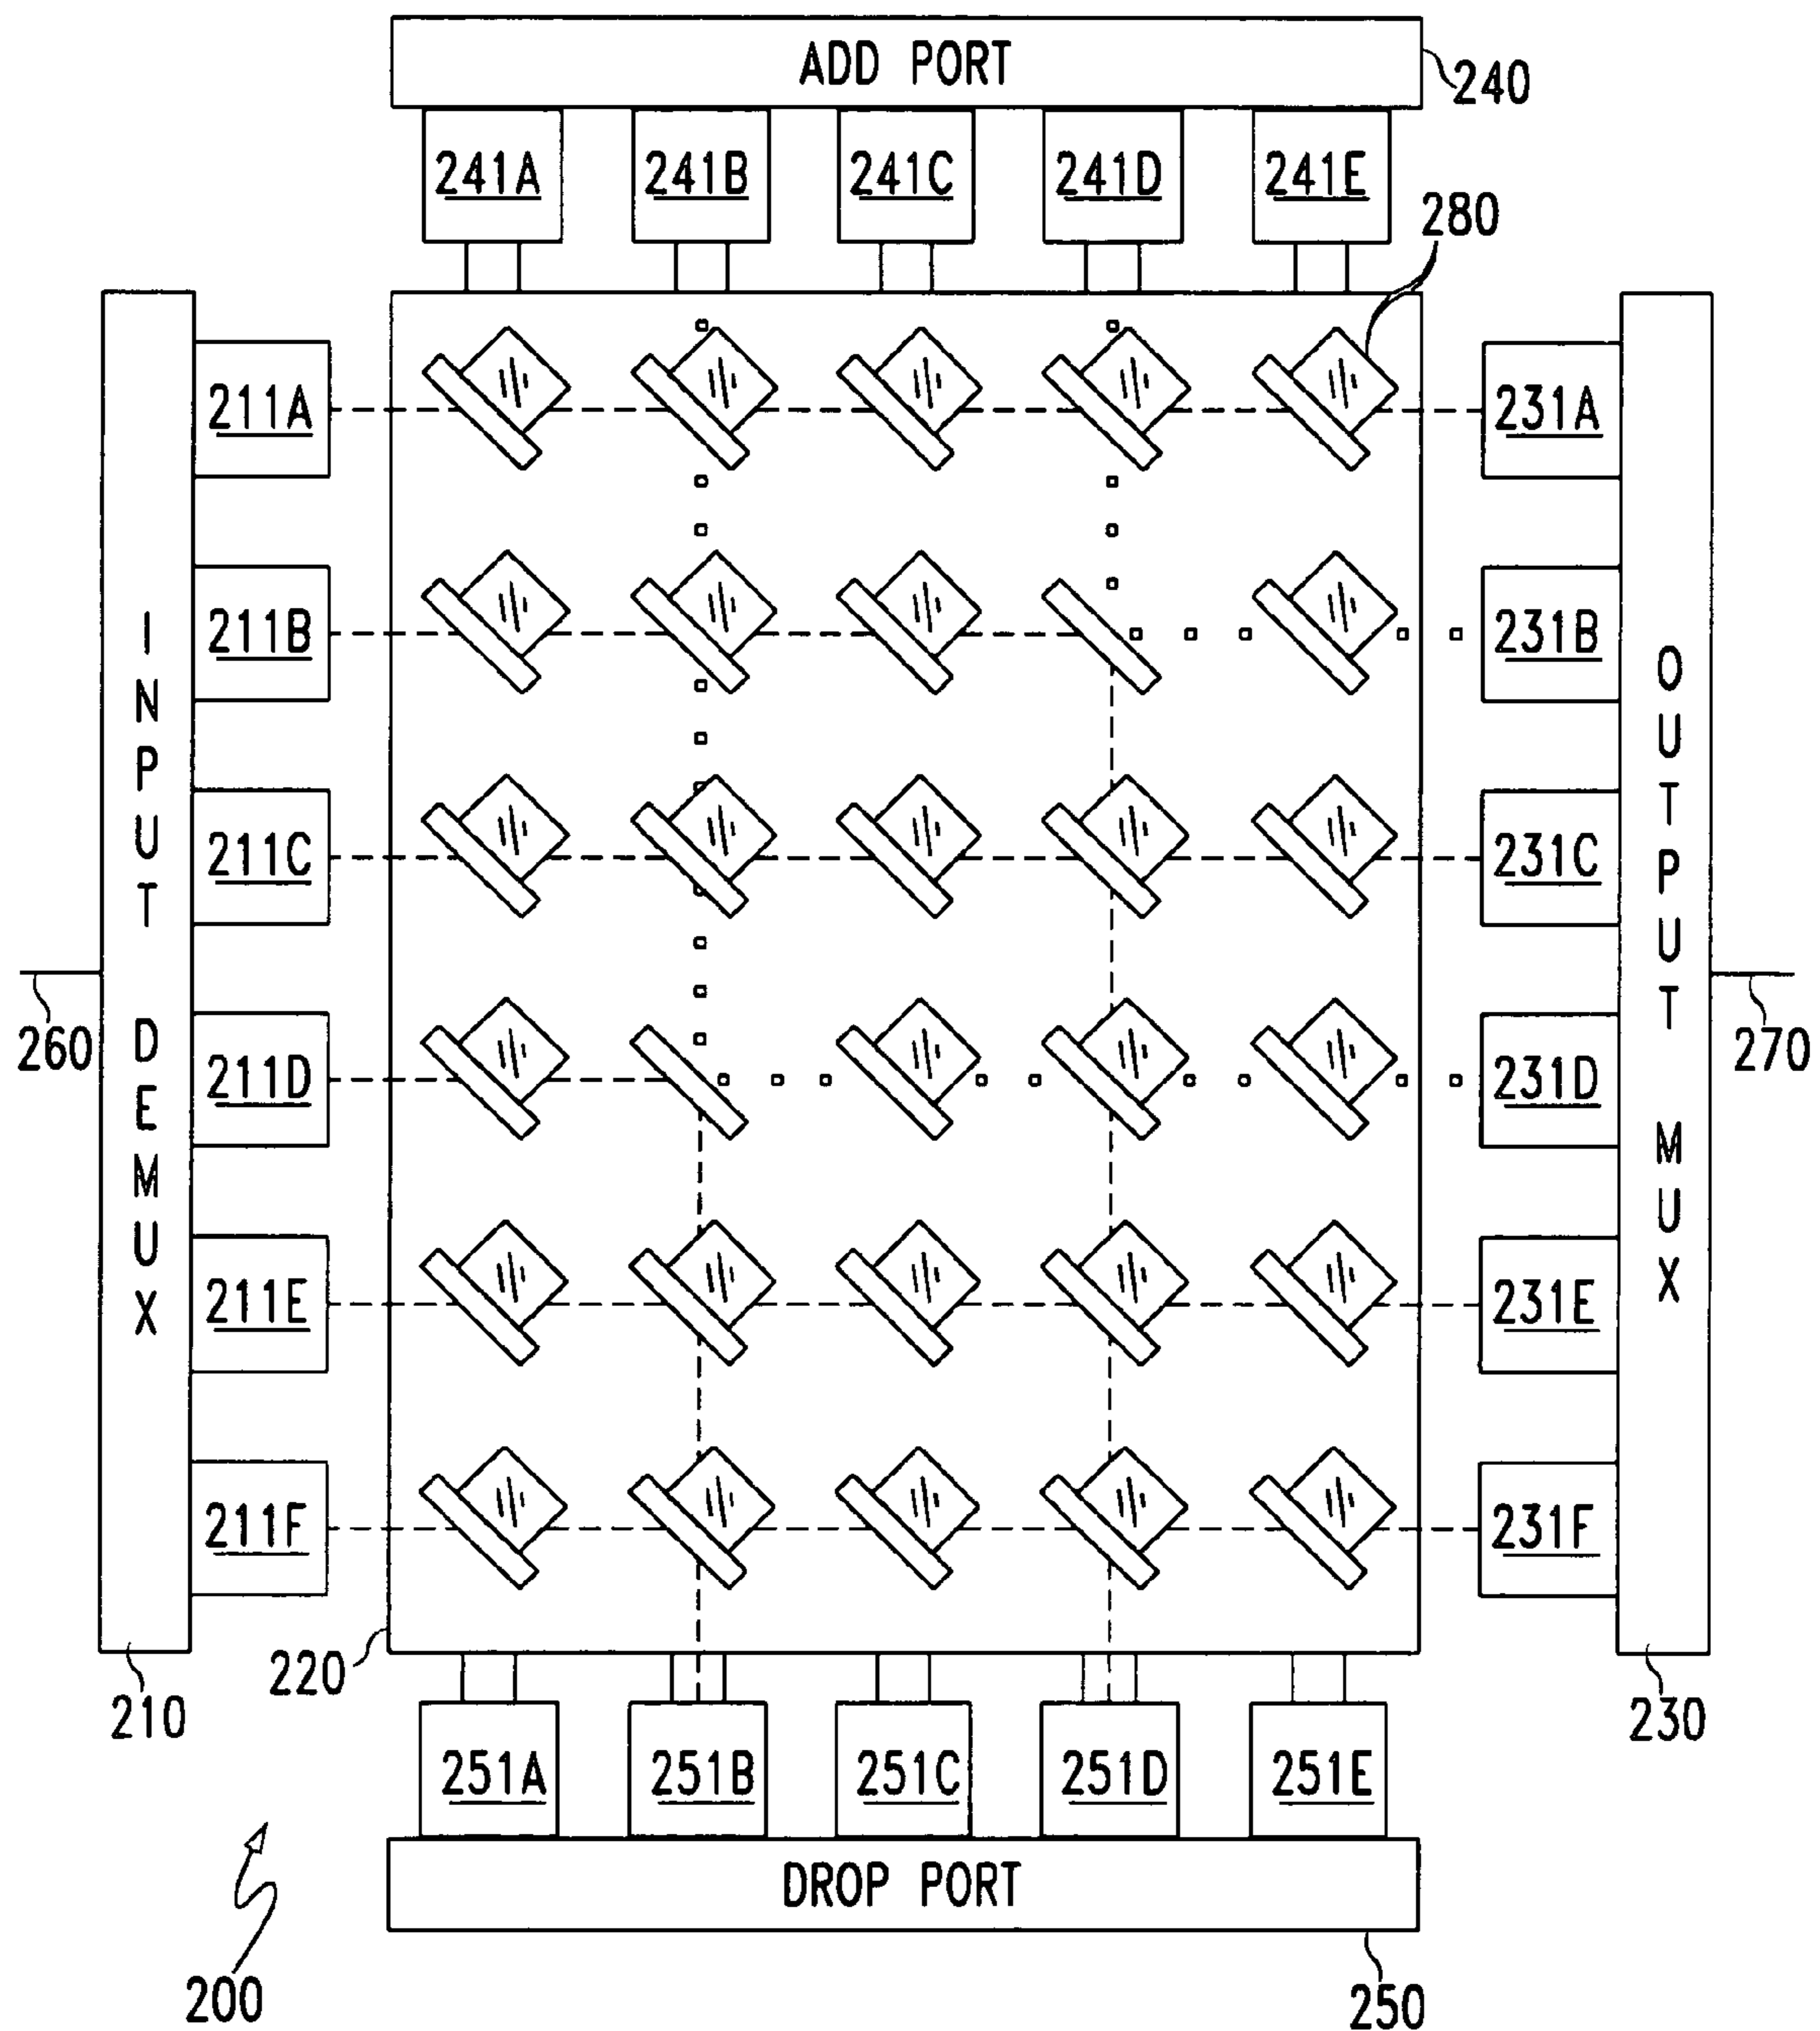 ADD PORT
240
241A 241B 241C 241D 241E
280
211A 231A
211B 231B
211C 231C
211D 231D
211E 231E
211F 231F
INPUT DEMUX
OUTPUT MUX
260
270
220
210
230
251A 251B 251C 251D 251E
DROP PORT
200
250